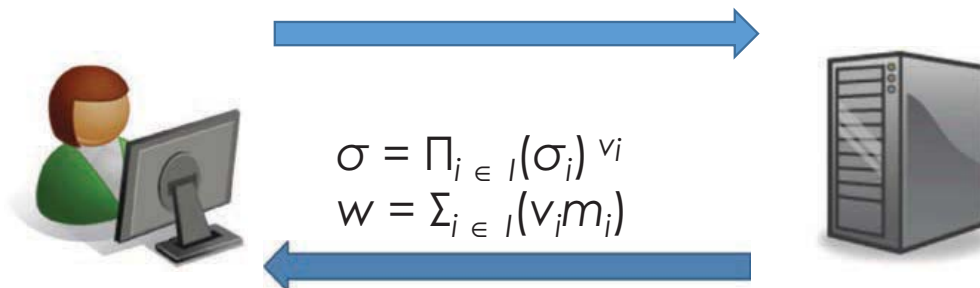 σ = Π_{i ∈ I}(σ_i)^{v_i}
w = Σ_{i ∈ I}(v_i m_i)